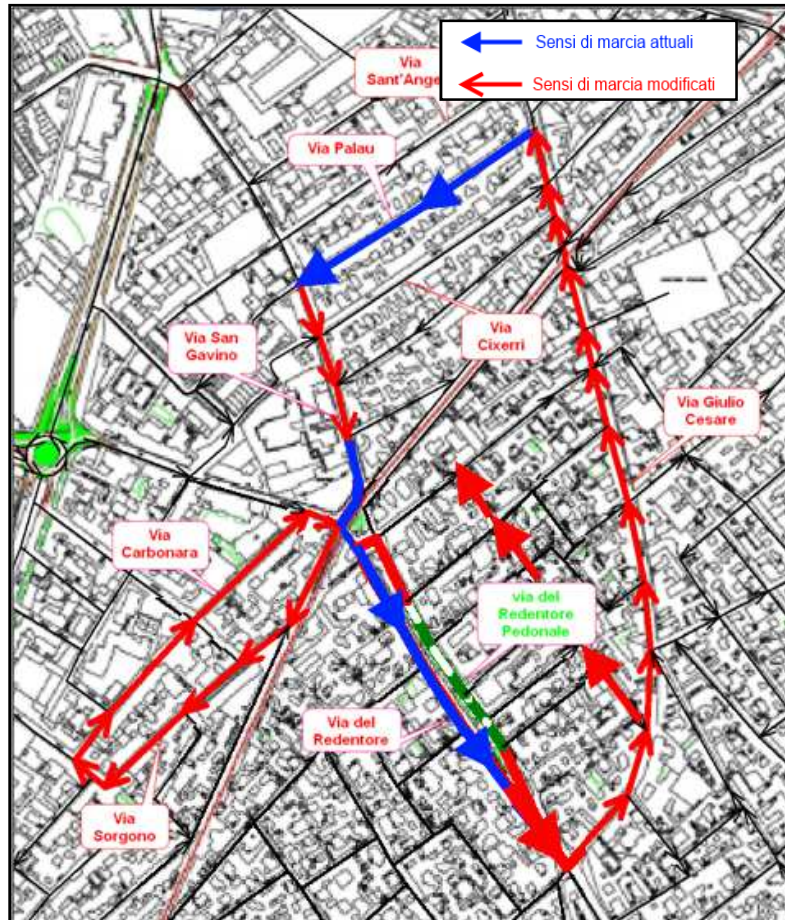 Sensi di marcia attuali
Sensi di marcia modificati
Via
Sant'Ange
Via Palau
Via San
Gavino
Via
Cixerri
Via Giulio
Cesare
Via
Carbonara
via del
Redentore
Pedonale
Via del
Redentore
Via
Sorgono